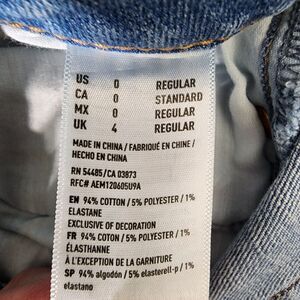 US 0 REGULAR
CA 0 STANDARD
MX 0 REGULAR
UK 4 REGULAR
MADE IN CHINA / FABRIQUÉ EN CHINE /
HECHO EN CHINA
RN 54485/CA 03873
RFC# AEM120605U9A
EN 94% COTTON / 5% POLYESTER / 1%
ELASTANE
EXCLUSIVE OF DECORATION
FR 94% COTON / 5% POLYESTER / 1%
ÉLASTHANNE
À L'EXCEPTION DE LA GARNITURE
SP 94% algodón / 5% elasterell-p / 1%
elastano